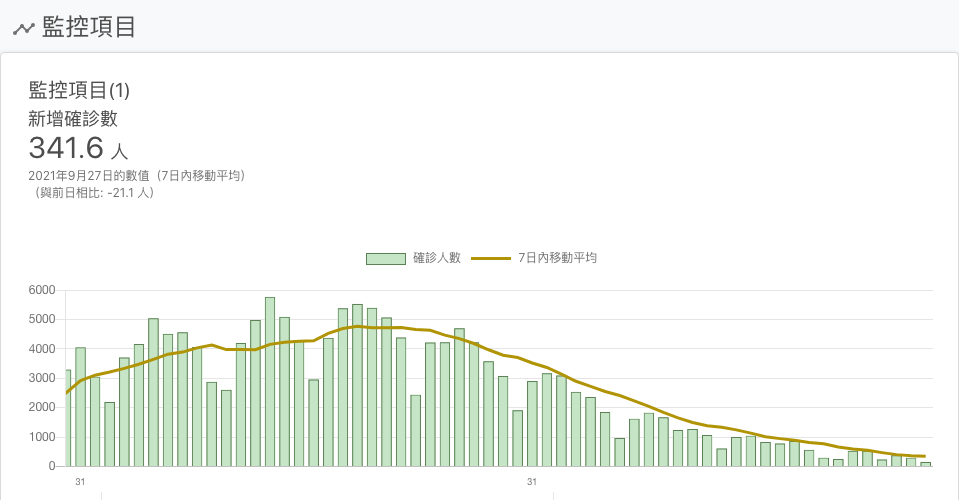 監控項目
監控項目(1)
新增確診數
341.6 人
2021年9月27日的數值（7日內移動平均）
（與前日相比: -21.1 人）
確診人數 7日內移動平均
6000
5000
4000
3000
2000
1000
0
31 31